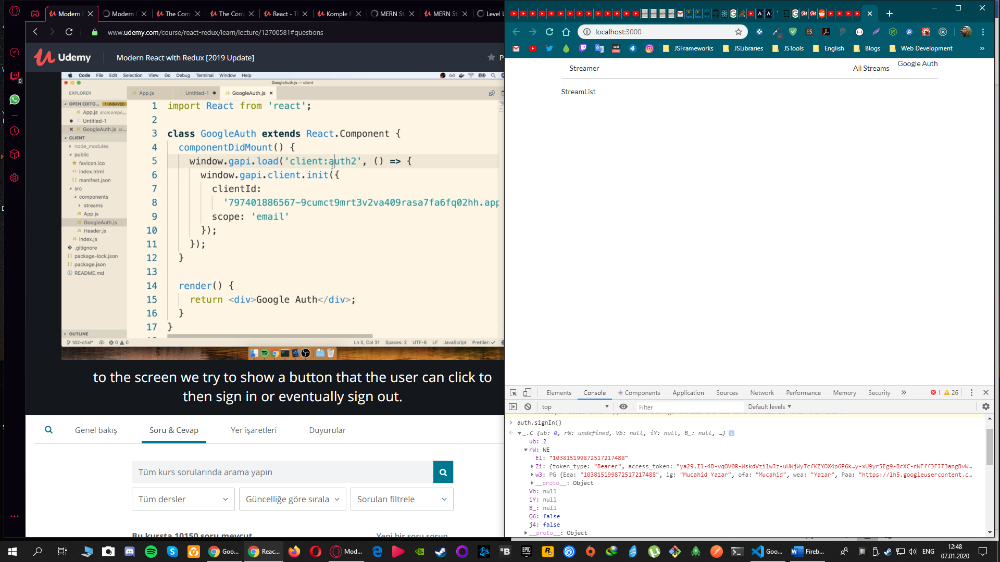 Modern
Modern
The Com
The Com
React - T
Komple R
MERN St
MERN St
Level U
www.udemy.com/course/react-redux/learn/lecture/12700581#questions
Udemy
Modern React with Redux [2019 Update]
Code File Edit Selection View Go Debug Terminal Window Help
GoogleAuth.js — client
EXPLORER
JS App.js
Untitled-1
JS GoogleAuth.js
OPEN EDITO... 1 UNSAVED
JS App.js src/compo...
Untitled-1
JS GoogleAuth.js sr...
CLIENT
node_modules
public
favicon.ico
index.html
manifest.json
src
components
streams
JS App.js
JS GoogleAuth.js
JS Header.js
JS index.js
.gitignore
package-lock.json
package.json
README.md
OUTLINE
1 import React from 'react';
2
3 class GoogleAuth extends React.Component {
4 componentDidMount() {
5 window.gapi.load('client:auth2', () => {
6 window.gapi.client.init({
7 clientId:
8 '797401886567-9cumct9mrt3v2va409rasa7fa6fq02hh.app
9 scope: 'email'
10 });
11 });
12 }
13
14 render() {
15 return <div>Google Auth</div>;
16 }
17 }
182-chal* 0 0
Ln 5, Col 31 Spaces: 2 UTF-8 LF JavaScript Prettier: ✓
to the screen we try to show a button that the user can click to
then sign in or eventually sign out.
Genel bakış
Soru & Cevap
Yer işaretleri
Duyurular
Tüm kurs sorularında arama yapın
Tüm dersler
Güncelliğe göre sırala
Soruları filtrele
Bu kursta 10150 soru mevcut
Yeni bir soru sorun
localhost:3000
JSFrameworks
JSLibraries
JSTools
English
Blogs
Web Development
Streamer
All Streams
Google Auth
StreamList
Elements Console Components Application Sources Network Performance Memory Security 1 26
top
Filter
Default levels
auth.signIn()
_.C {ub: 0, rW: undefined, Vb: null, iY: null, B_: null, …}
ub: 2
rW: WE
El: "103815199872517217488"
Zi: {token_type: "Bearer", access_token: "ya29.Il-4B-vqOV0R-WskdVzilwJz-uUWjWyTcfKZYOX4p6P6k…y-xU9yr5Eg9-BcXC-rWFff3FJT3angBvW…
w3: PG {Eea: "103815199872517217488", ig: "Mucahid Yazar", ofa: "Mucahid", wea: "Yazar", Paa: "https://lh5.googleusercontent.c…
__proto__: Object
Vb: null
iY: null
B_: null
Q6: false
j4: false
__proto__: Object
Goo...
Reac...
Mod...
Goo...
Fireb...
ENG
12:48
07.01.2020